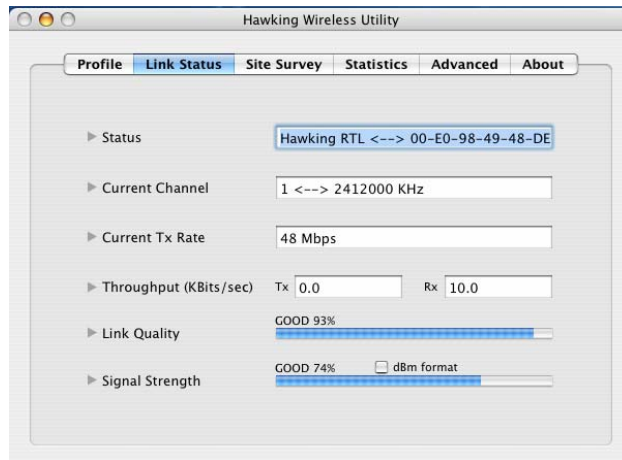 Hawking Wireless Utility
Profile Link Status Site Survey Statistics Advanced About
Status Hawking RTL <--> 00-E0-98-49-48-DE
Current Channel 1 <--> 2412000 KHz
Current Tx Rate 48 Mbps
Throughput (KBits/sec) Tx 0.0 Rx 10.0
GOOD 93%
Link Quality
GOOD 74% dBm format
Signal Strength